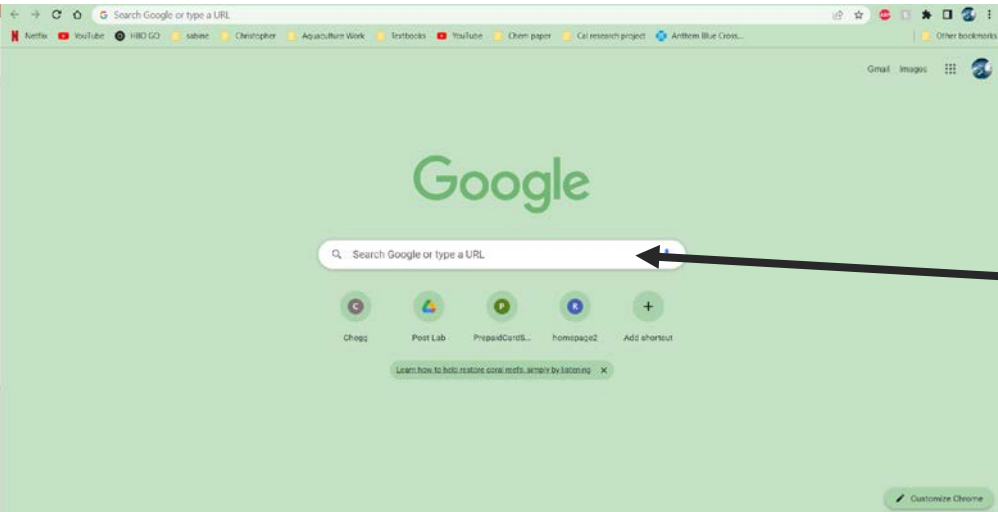 Search Google or type a URL
Netflix YouTube HBO GO sabine Christopher Aquaculture Work Textbooks YouTube Chem paper Cal research project Anthem Blue Cross... Other bookmarks
Gmail Images
Google
Search Google or type a URL
Chegg Post Lab PrepaidCardS... homepage2 Add shortcut
Learn how to help restore coral reefs, simply by listening
Customize Chrome